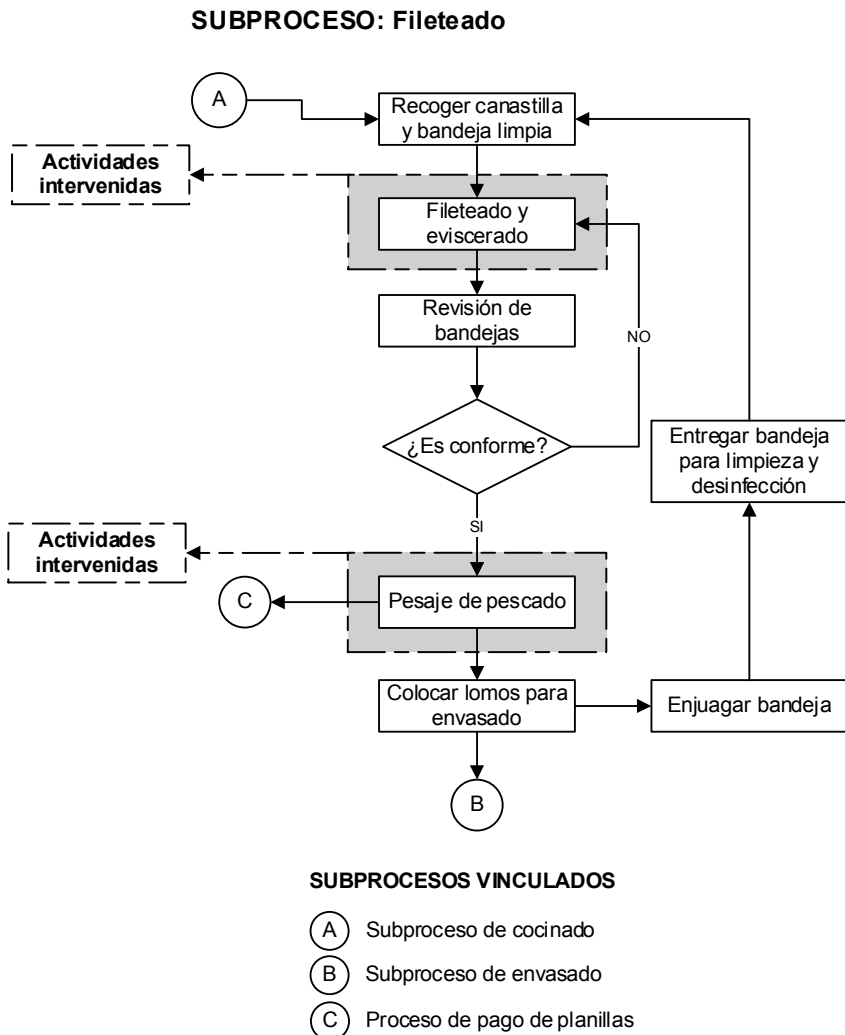 SUBPROCESO: Fileteado
A
Recoger canastilla
y bandeja limpia
Actividades
intervenidas
Fileteado y
eviscerado
Revisión de
bandejas
NO
¿Es conforme?
Entregar bandeja
para limpieza y
desinfección
SI
Actividades
intervenidas
C
Pesaje de pescado
Colocar lomos para
envasado
Enjuagar bandeja
B
SUBPROCESOS VINCULADOS
A Subproceso de cocinado
B Subproceso de envasado
C Proceso de pago de planillas